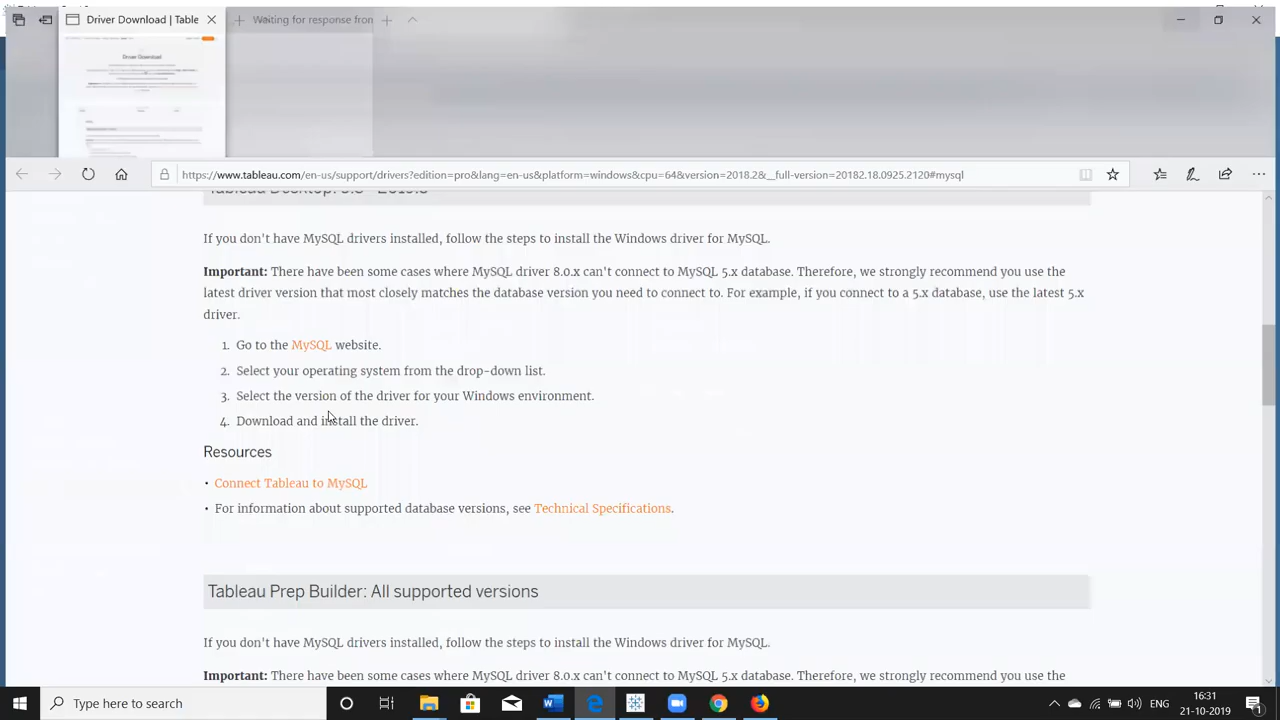 Driver Download | Table
Waiting for response from
Driver Download
https://www.tableau.com/en-us/support/drivers?edition=pro&lang=en-us&platform=windows&cpu=64&version=2018.2&__full-version=20182.18.0925.2120#mysql
If you don't have MySQL drivers installed, follow the steps to install the Windows driver for MySQL.
Important: There have been some cases where MySQL driver 8.0.x can't connect to MySQL 5.x database. Therefore, we strongly recommend you use the
latest driver version that most closely matches the database version you need to connect to. For example, if you connect to a 5.x database, use the latest 5.x
driver.
1. Go to the MySQL website.
2. Select your operating system from the drop-down list.
3. Select the version of the driver for your Windows environment.
4. Download and install the driver.
Resources
• Connect Tableau to MySQL
• For information about supported database versions, see Technical Specifications.
Tableau Prep Builder: All supported versions
If you don't have MySQL drivers installed, follow the steps to install the Windows driver for MySQL.
Important: There have been some cases where MySQL driver 8.0.x can't connect to MySQL 5.x database. Therefore, we strongly recommend you use the
Type here to search
ENG
16:31
21-10-2019